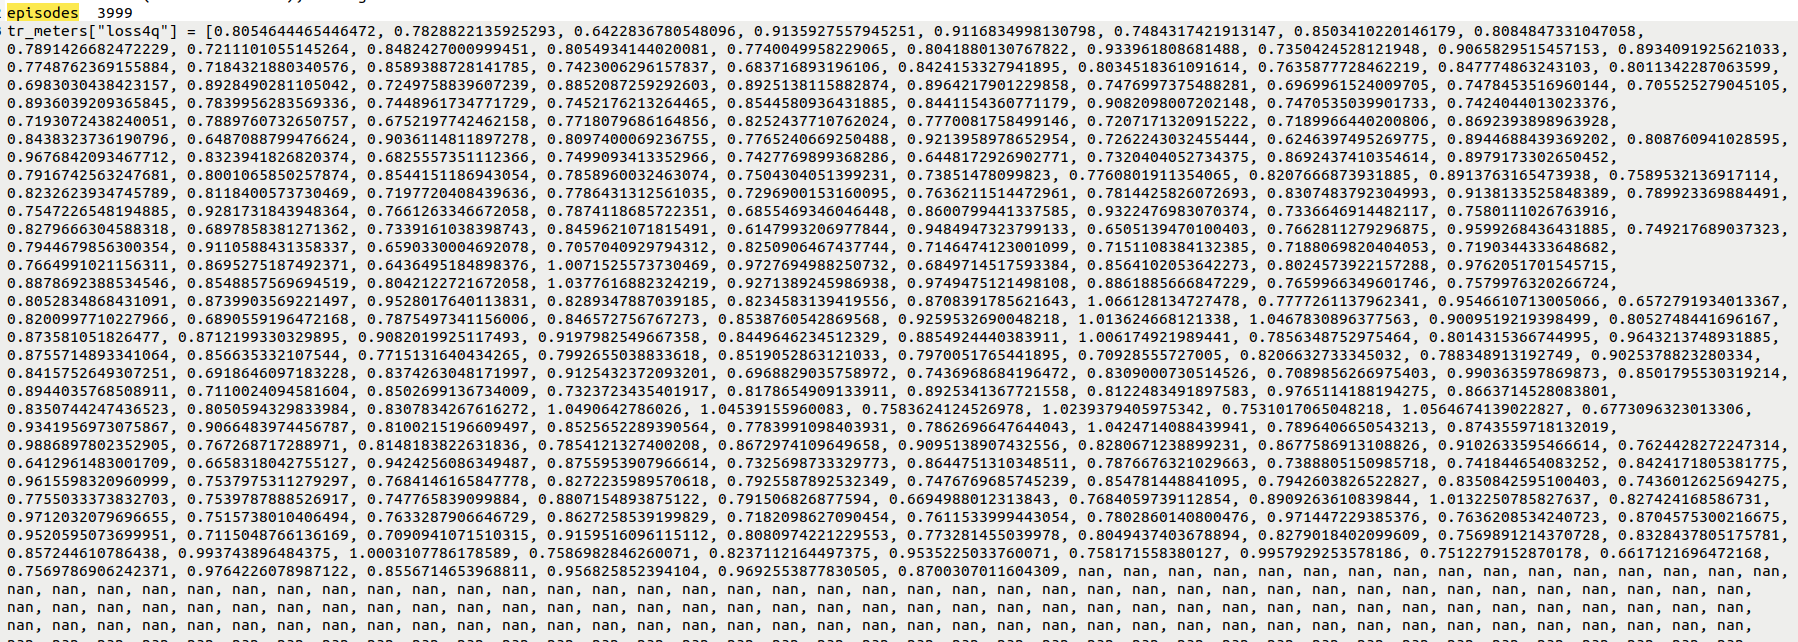 episodes 3999
tr_meters["loss4q"] = [0.8054644465446472, 0.7828822135925293, 0.6422836780548096, 0.9135927557945251, 0.9116834998130798, 0.7484317421913147, 0.8503410220146179, 0.8084847331047058,
0.7891426682472229, 0.7211101055145264, 0.8482427000999451, 0.8054934144020081, 0.7740049958229065, 0.8041880130767822, 0.933961808681488, 0.7350424528121948, 0.9065829515457153, 0.8934091925621033,
0.7748762369155884, 0.7184321880340576, 0.8589388728141785, 0.7423006296157837, 0.683716893196106, 0.8424153327941895, 0.8034518361091614, 0.7635877728462219, 0.847774863243103, 0.8011342287063599,
0.6983030438423157, 0.8928490281105042, 0.7249758839607239, 0.8852087259292603, 0.8925138115882874, 0.8964217901229858, 0.7476997375488281, 0.6969961524009705, 0.7478453516960144, 0.705525279045105,
0.8936039209365845, 0.7839956283569336, 0.7448961734771729, 0.7452176213264465, 0.854458093643188​5, 0.8441154360771179, 0.9082098007202148, 0.7470535039901733, 0.7424044013023376,
0.7193072438240051, 0.7889760732650757, 0.6752197742462158, 0.7718079686164856, 0.8252437710762024, 0.7770081758499146, 0.7207171320915222, 0.7189966440200806, 0.8692393898963928,
0.8438323736190796, 0.6487088799476624, 0.9036114811897278, 0.8097400069236755, 0.7765240669250488, 0.9213958978652954, 0.7262243032455444, 0.6246397495269775, 0.8944688439369202, 0.808760941028595,
0.9676842093467712, 0.8323941826820374, 0.6825557351112366, 0.7499093413352966, 0.7427769899368286, 0.6448172926902771, 0.7320404052734375, 0.8692437410354614, 0.8979173302650452,
0.7916742563247681, 0.8001065850257874, 0.8544151186943054, 0.7858960032463074, 0.7504304051399231, 0.73851478099823, 0.7760801911354065, 0.8207666873931885, 0.8913763165473938, 0.7589532136917114,
0.8232623934745789, 0.8118400573730469, 0.7197720408439636, 0.7786431312561035, 0.7296900153160095, 0.7636211514472961, 0.7814425826072693, 0.8307483792304993, 0.9138133525848389, 0.789923369884491,
0.7547226548194885, 0.9281731843948364, 0.7661263346672058, 0.7874118685722351, 0.6855469346046448, 0.8600799441337585, 0.9322476983070374, 0.7336646914482117, 0.7580111026763916,
0.8279666304588318, 0.6897858381271362, 0.7339161038398743, 0.8459621071815491, 0.6147993206977844, 0.9484947323799133, 0.6505139470100403, 0.7662811279296875, 0.9599268436431885, 0.749217689037323,
0.7944679856300354, 0.9110588431358337, 0.6590330004692078, 0.7057040929794312, 0.8250906467437744, 0.7146474123001099, 0.7151108384132385, 0.7188069820404053, 0.7190344333648682,
0.7664991021156311, 0.8695275187492371, 0.6436495184898376, 1.0071525573730469, 0.9727694988250732, 0.6849714517593384, 0.8564102053642273, 0.8024573922157288, 0.9762051701545715,
0.8878692388534546, 0.8548857569694519, 0.8042122721672058, 1.0377616882324219, 0.9271389245986938, 0.9749475121498108, 0.8861885666847229, 0.7659966349601746, 0.7579976320266724,
0.8052834868431091, 0.8739903569221497, 0.9528017640113831, 0.8289347887039185, 0.8234583139419556, 0.8708391785621643, 1.066128134727478, 0.7777261137962341, 0.9546610713005066, 0.6572791934013367,
0.8200997710227966, 0.6890559196472168, 0.7875497341156006, 0.846572756767273, 0.8538760542869568, 0.9259532690048218, 1.013624668121338, 1.0467830896377563, 0.9009519219398499, 0.8052748441696167,
0.873581051826477, 0.8712199330329895, 0.9082019925117493, 0.9197982549667358, 0.8449646234512329, 0.8854924440383911, 1.006174921989441, 0.7856348752975464, 0.8014315366744995, 0.9643213748931885,
0.8755714893341064, 0.856635332107544, 0.7715131640434265, 0.7992655038833618, 0.8519052863121033, 0.7970051765441895, 0.70928555727005, 0.8206632733345032, 0.788348913192749, 0.9025378823280334,
0.8415752649307251, 0.6918646097183228, 0.8374263048171997, 0.9125432372093201, 0.6968829035758972, 0.7436968684196472, 0.8309000730514526, 0.7089856266975403, 0.990363597869873, 0.8501795530319214,
0.8944035768508911, 0.7110024094581604, 0.8502699136734009, 0.7323723435401917, 0.8178654909133911, 0.8925341367721558, 0.8122483491897583, 0.9765114188194275, 0.8663714528083801,
0.8350744247436523, 0.8050594329833984, 0.8307834267616272, 1.0490642786026, 1.04539155960083, 0.7583624124526978, 1.0239379405975342, 0.7531017065048218, 1.0564674139022827, 0.6773096323013306,
0.9341956973075867, 0.9066483974456787, 0.8100215196609497, 0.8525652289390564, 0.7783991098403931, 0.7862696647644043, 1.0424714088439941, 0.7896406650543213, 0.8743559718132019,
0.9886897802352905, 0.767268717288971, 0.8148183822631836, 0.7854121327400208, 0.8672974109649658, 0.9095138907432556, 0.8280671238899231, 0.8677586913108826, 0.9102633595466614, 0.7624428272247314,
0.6412961483001709, 0.6658318042755127, 0.9424256086349487, 0.8755953907966614, 0.7325698733329773, 0.8644751310348511, 0.7876676321029663, 0.7388805150985718, 0.741844654083252, 0.8424171805381775,
0.9615598320960999, 0.7537975311279297, 0.7684146165847778, 0.8272235989570618, 0.7925587892532349, 0.7476769685745239, 0.854781448841095, 0.7942603826522827, 0.8350842595100403, 0.7436012625694275,
0.7755033373832703, 0.7539787888526917, 0.747765839099884, 0.8807154893875122, 0.791506826877594, 0.6694988012313843, 0.7684059739112854, 0.8909263610839844, 1.0132250785827637, 0.827424168586731,
0.9712032079696655, 0.7515738010406494, 0.7633287906646729, 0.8627258539199829, 0.7182098627090454, 0.7611533999443054, 0.7802860140800476, 0.971447229385376, 0.763620853424​0723, 0.8704575300216675,
0.9520595073699951, 0.7115048766136169, 0.7090941071510315, 0.9159516096115112, 0.8080974221229553, 0.773281455039978, 0.8049437403678894, 0.8279018402099609, 0.7569891214370728, 0.8328437805175781,
0.857244610786438, 0.993743896484375, 1.0003107786178589, 0.7586982846260071, 0.8237112164497375, 0.9535225033760071, 0.758171558380127, 0.9957929253578186, 0.7512279152870178, 0.6617121696472168,
0.7569786906242371, 0.9764226078987122, 0.8556714653968811, 0.956825852394104, 0.9692553877830505, 0.8700307011604309, nan, nan, nan, nan, nan, nan, nan, nan, nan, nan, nan, nan, nan, nan, nan, nan,
nan, nan, nan, nan, nan, nan, nan, nan, nan, nan, nan, nan, nan, nan, nan, nan, nan, nan, nan, nan, nan, nan, nan, nan, nan, nan, nan, nan, nan, nan, nan, nan, nan, nan, nan,
nan, nan, nan, nan, nan, nan, nan, nan, nan, nan, nan, nan, nan, nan, nan, nan, nan, nan, nan, nan, nan, nan, nan, nan, nan, nan, nan, nan, nan, nan, nan, nan, nan, nan, nan,
nan, nan, nan, nan, nan, nan, nan, nan, nan, nan, nan, nan, nan, nan, nan, nan, nan, nan, nan, nan, nan, nan, nan, nan, nan, nan, nan, nan, nan, nan, nan, nan, nan, nan, nan,